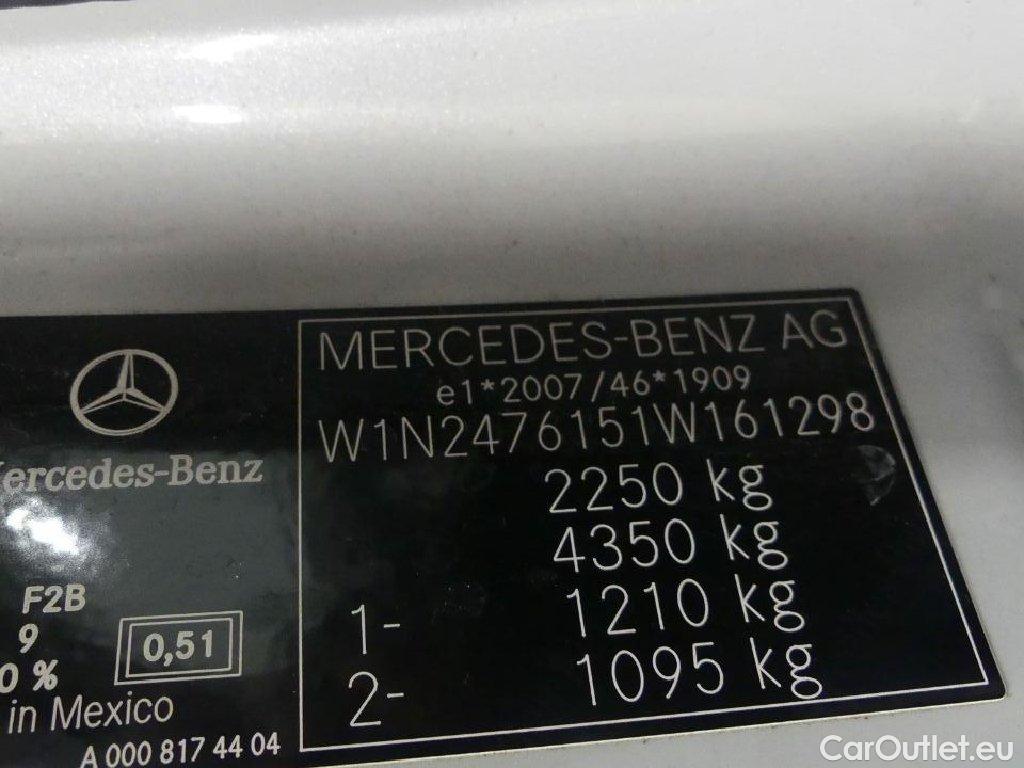 Mercedes-Benz
F2B
9
0 %
0,51
in Mexico
A 000 817 44 04
MERCEDES-BENZ AG
e1*2007/46*1909
W1N2476151W161298
2250 kg
4350 kg
1- 1210 kg
2- 1095 kg
CarOutlet.eu